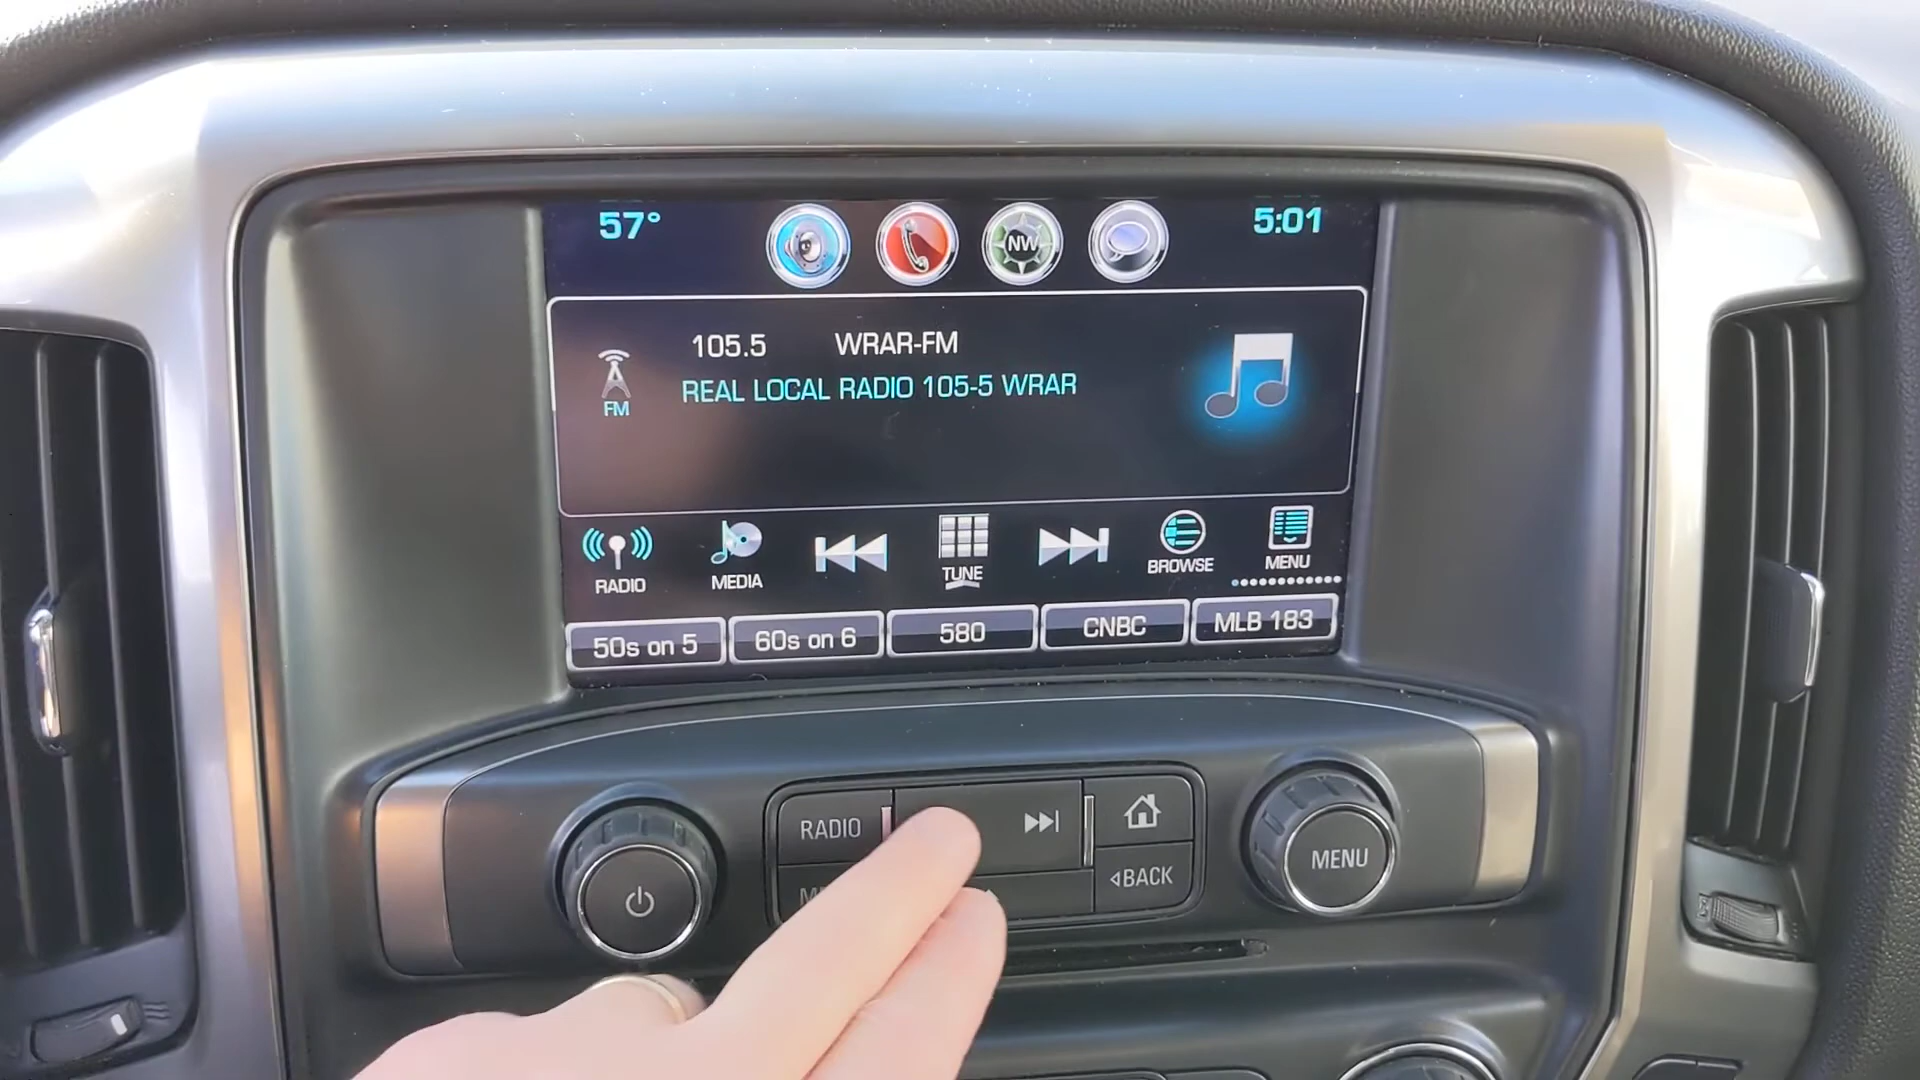 57° NW 5:01
105.5 WRAR-FM
REAL LOCAL RADIO 105-5 WRAR
FM
RADIO MEDIA TUNE BROWSE MENU
50s on 5 60s on 6 580 CNBC MLB 183
RADIO
MENU
◁BACK